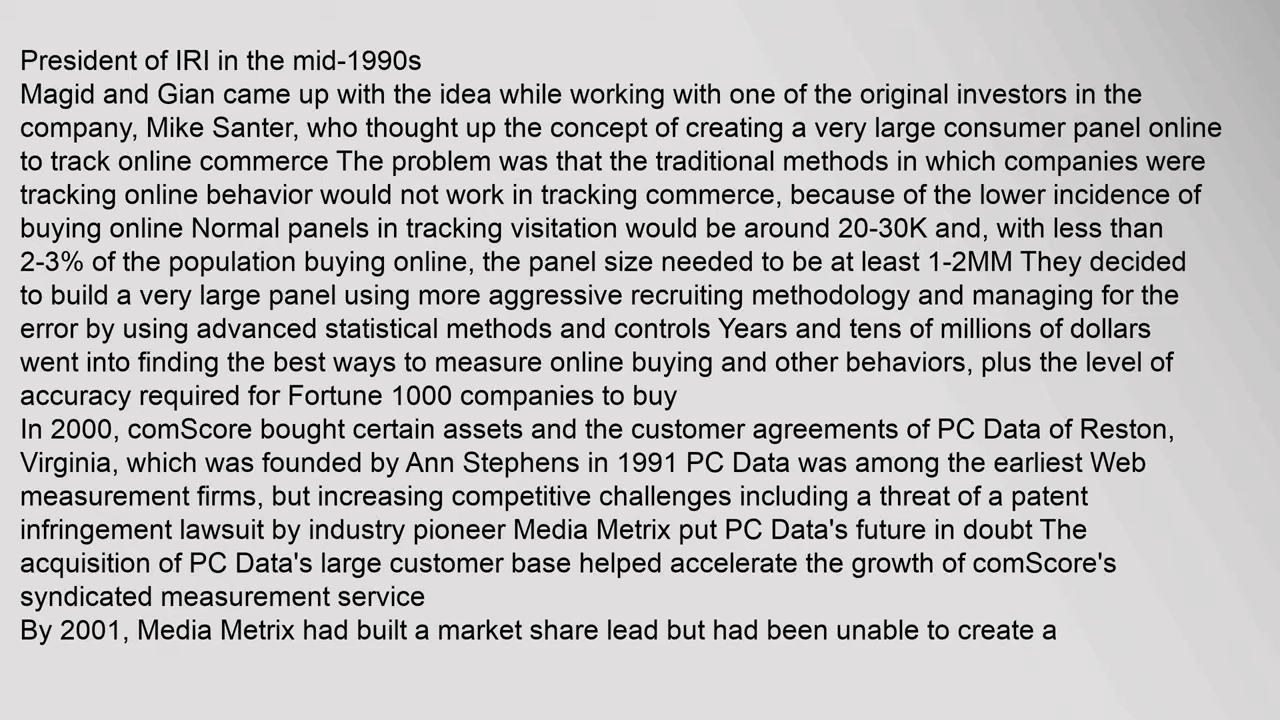 President of IRI in the mid-1990s
Magid and Gian came up with the idea while working with one of the original investors in the
company, Mike Santer, who thought up the concept of creating a very large consumer panel online
to track online commerce The problem was that the traditional methods in which companies were
tracking online behavior would not work in tracking commerce, because of the lower incidence of
buying online Normal panels in tracking visitation would be around 20-30K and, with less than
2-3% of the population buying online, the panel size needed to be at least 1-2MM They decided
to build a very large panel using more aggressive recruiting methodology and managing for the
error by using advanced statistical methods and controls Years and tens of millions of dollars
went into finding the best ways to measure online buying and other behaviors, plus the level of
accuracy required for Fortune 1000 companies to buy
In 2000, comScore bought certain assets and the customer agreements of PC Data of Reston,
Virginia, which was founded by Ann Stephens in 1991 PC Data was among the earliest Web
measurement firms, but increasing competitive challenges including a threat of a patent
infringement lawsuit by industry pioneer Media Metrix put PC Data's future in doubt The
acquisition of PC Data's large customer base helped accelerate the growth of comScore's
syndicated measurement service
By 2001, Media Metrix had built a market share lead but had been unable to create a